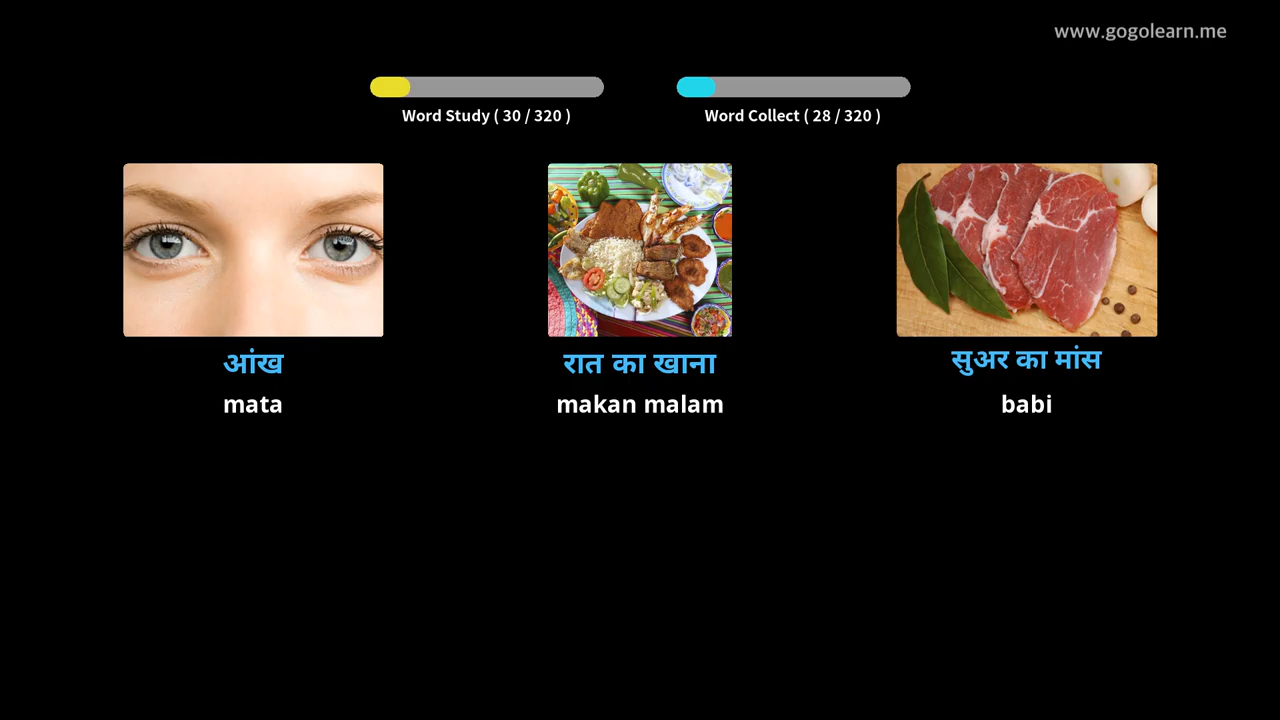 www.gogolearn.me
Word Study ( 30 / 320 )
Word Collect ( 28 / 320 )
आंख
रात का खाना
सुअर का मांस
mata
makan malam
babi